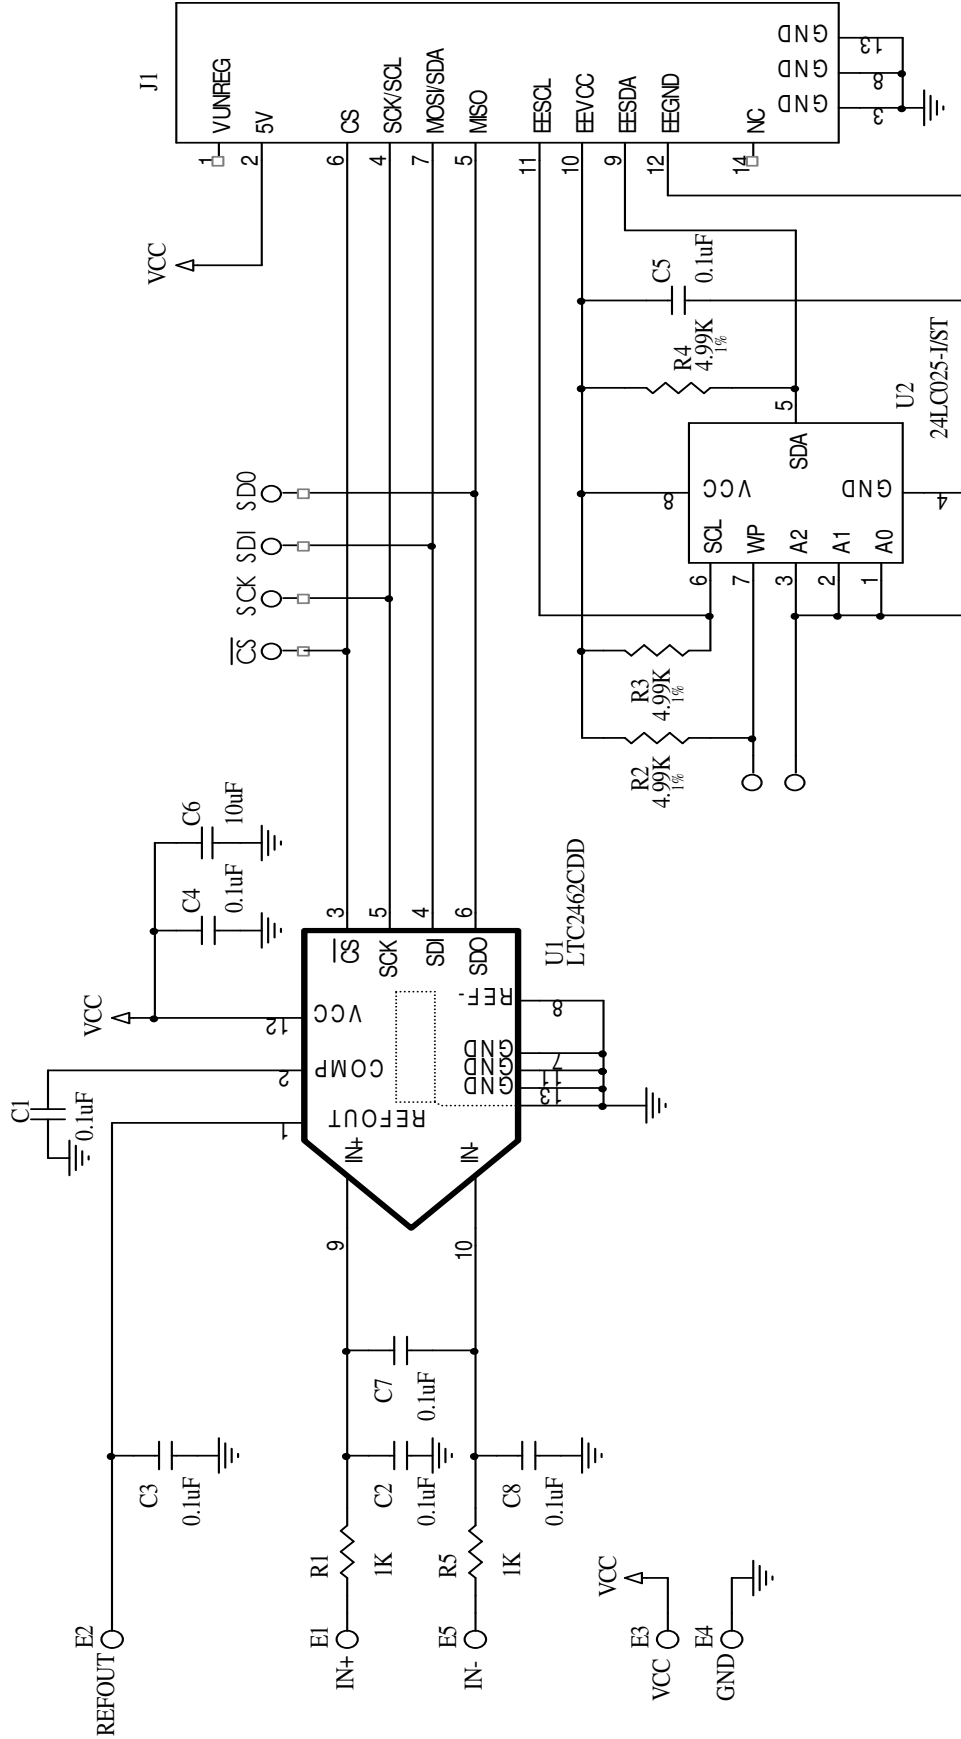 REFOUT
E2
C3
0.1uF
C1
0.1uF
VCC
C4
0.1uF
C6
10uF
E1
IN+
R1
1K
C2
0.1uF
C7
0.1uF
E5
IN-
R5
1K
C8
0.1uF
E3
VCC
VCC
E4
GND
9
10
1
2
12
IN+
IN-
REFOUT
COMP
VCC
CS
SCK
SDI
SDO
REF-
GND
GND
GND
3
5
4
6
8
7
11
13
U1
LTC2462CDD
CS
SCK
SDI
SD0
R2
4.99K
1%
R3
4.99K
1%
R4
4.99K
1%
C5
0.1uF
6
7
3
2
1
SCL
WP
A2
A1
A0
VCC
GND
SDA
8
4
5
U2
24LC025-I/ST
VCC
J1
1
2
6
4
7
5
11
10
9
12
14
VUNREG
5V
CS
SCK/SCL
MOSI/SDA
MISO
EESCL
EEVCC
EESDA
EEGND
NC
GND
GND
GND
3
8
13